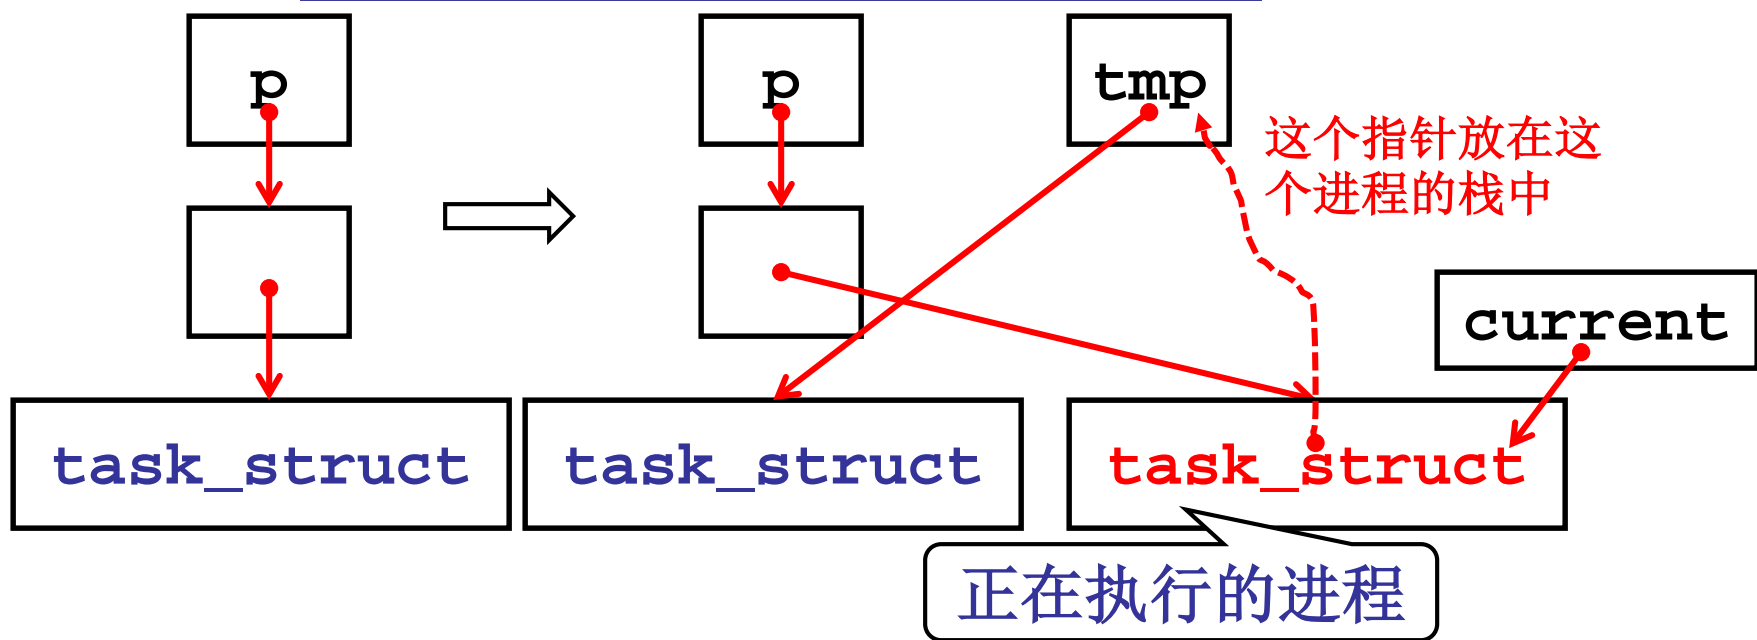 p
p
tmp
这个指针放在这
个进程的栈中
current
task_struct
task_struct
task_struct
正在执行的进程